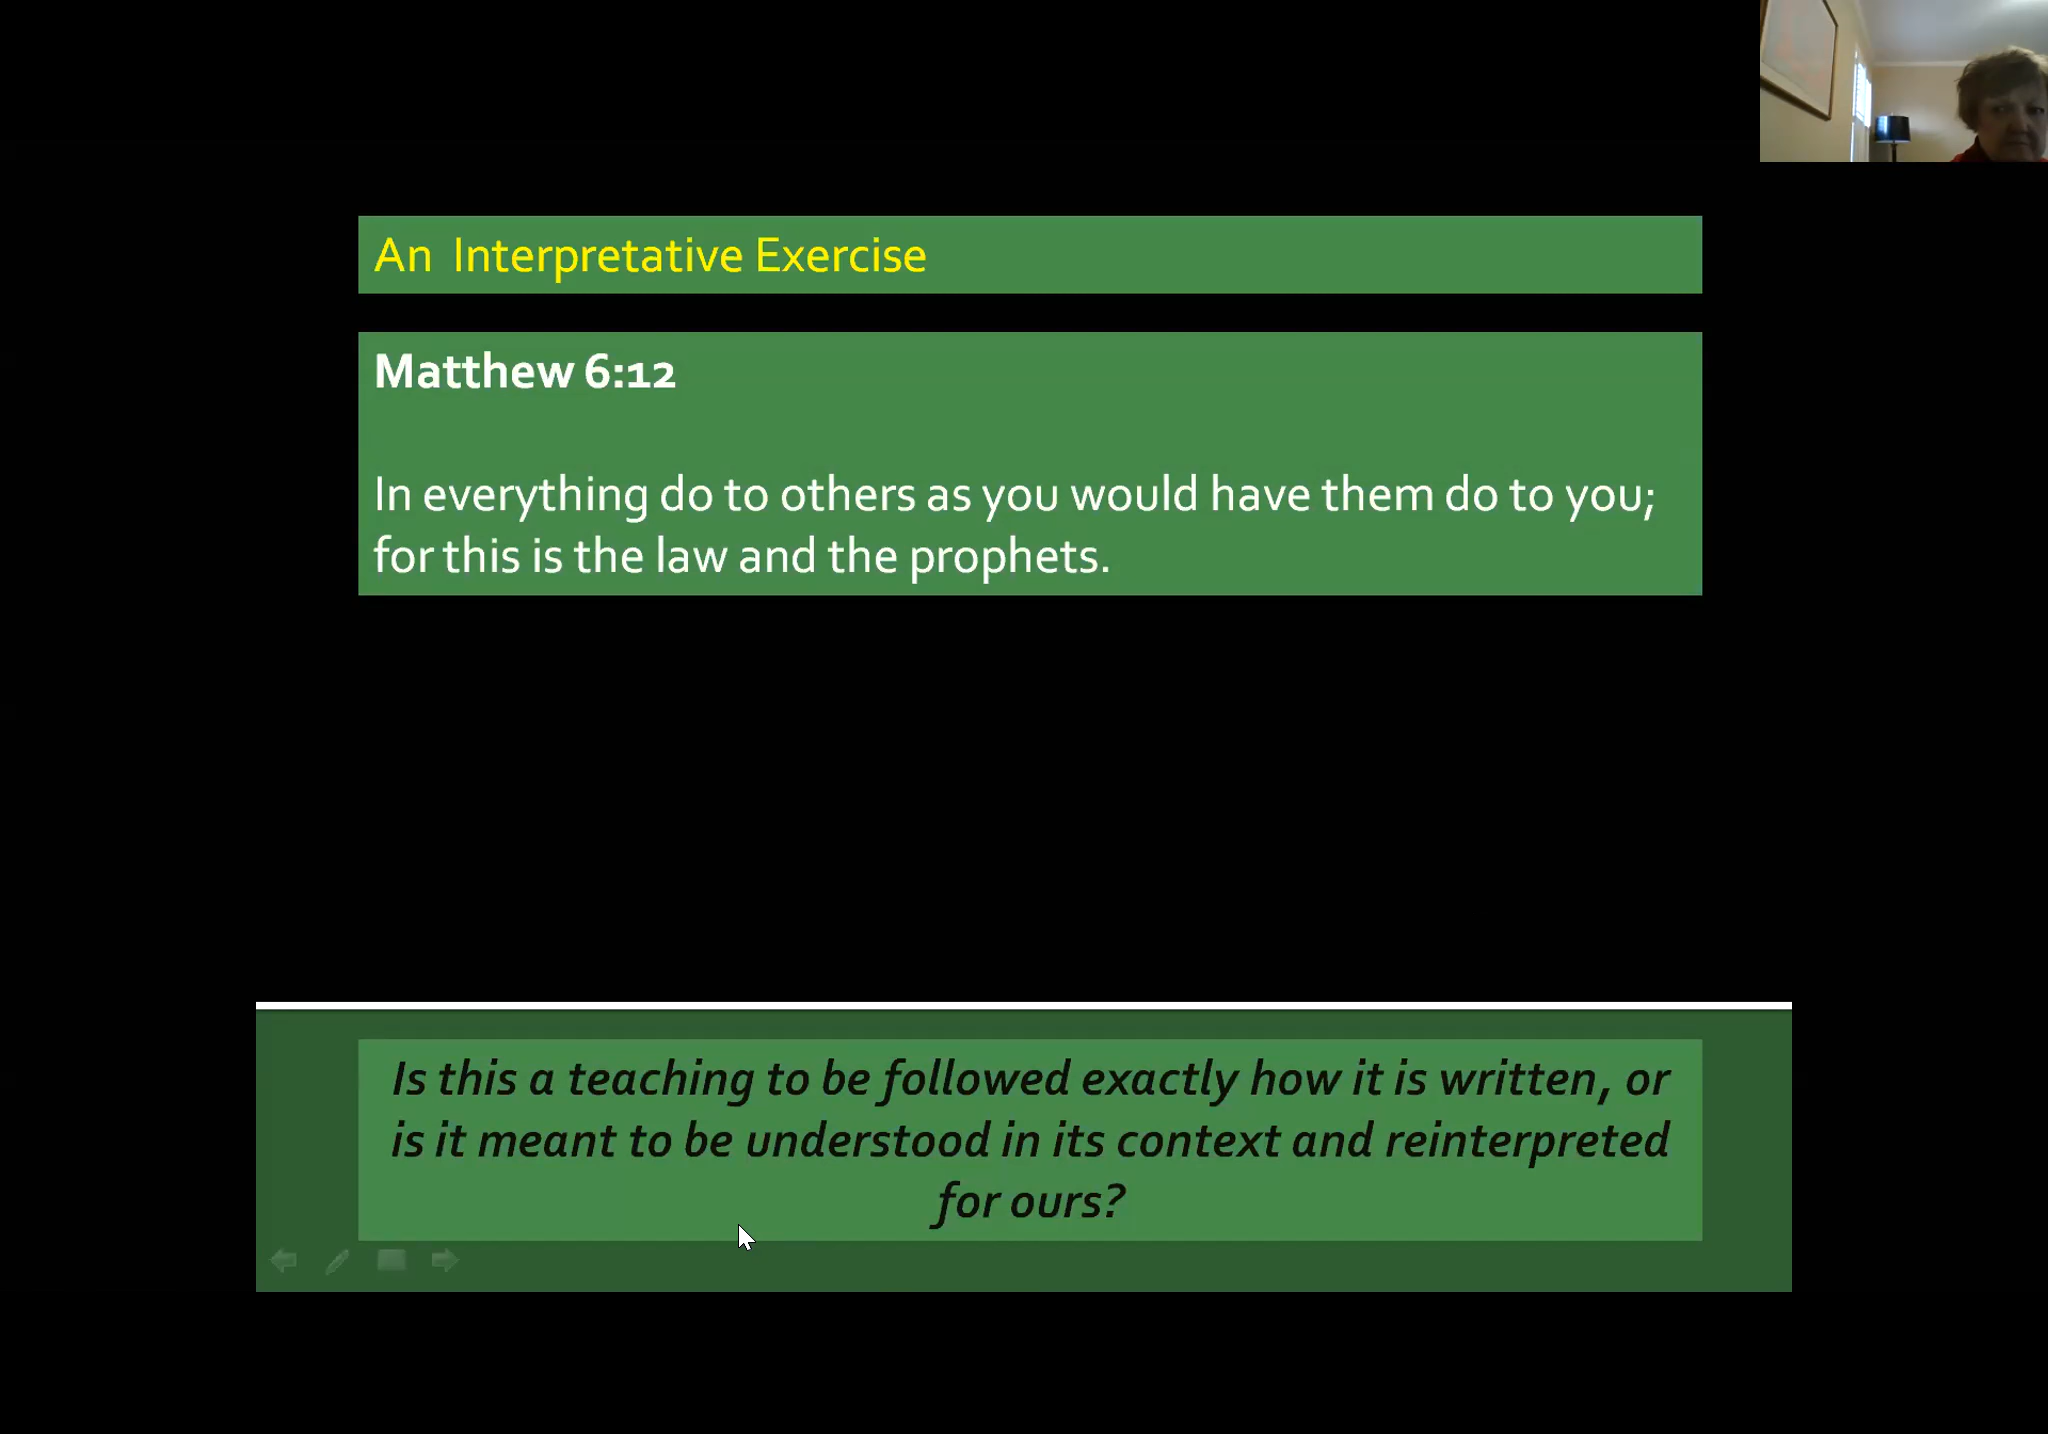 An Interpretative Exercise
Matthew 6:12
In everything do to others as you would have them do to you;
for this is the law and the prophets.
Is this a teaching to be followed exactly how it is written, or
is it meant to be understood in its context and reinterpreted
for ours?